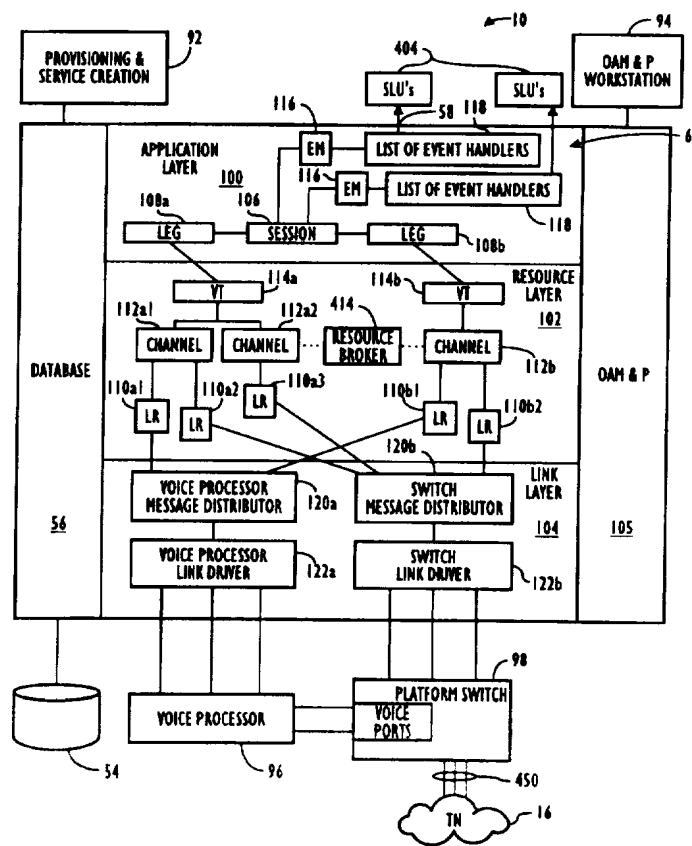 10
92
94
PROVISIONING &
SERVICE CREATION
404
OAM & P
WORKSTATION
SLU's
SLU's
116
58
118
6
APPLICATION
LAYER
EM
LIST OF EVENT HANDLERS
100
116
EM
LIST OF EVENT HANDLERS
108a
106
118
LEG
SESSION
LEG
108b
114a
114b
RESOURCE
LAYER
VT
VT
102
112a1
112a2
414
CHANNEL
CHANNEL
RESOURCE
BROKER
CHANNEL
112b
DATABASE
OAM & P
110a1
110a2
110a3
110b1
110b2
LR
LR
LR
LR
LR
120b
LINK
LAYER
VOICE PROCESSOR
MESSAGE DISTRIBUTOR
120a
SWITCH
MESSAGE DISTRIBUTOR
56
104
105
VOICE PROCESSOR
LINK DRIVER
122a
SWITCH
LINK DRIVER
122b
98
PLATFORM SWITCH
VOICE PROCESSOR
VOICE
PORTS
54
96
450
TN
16